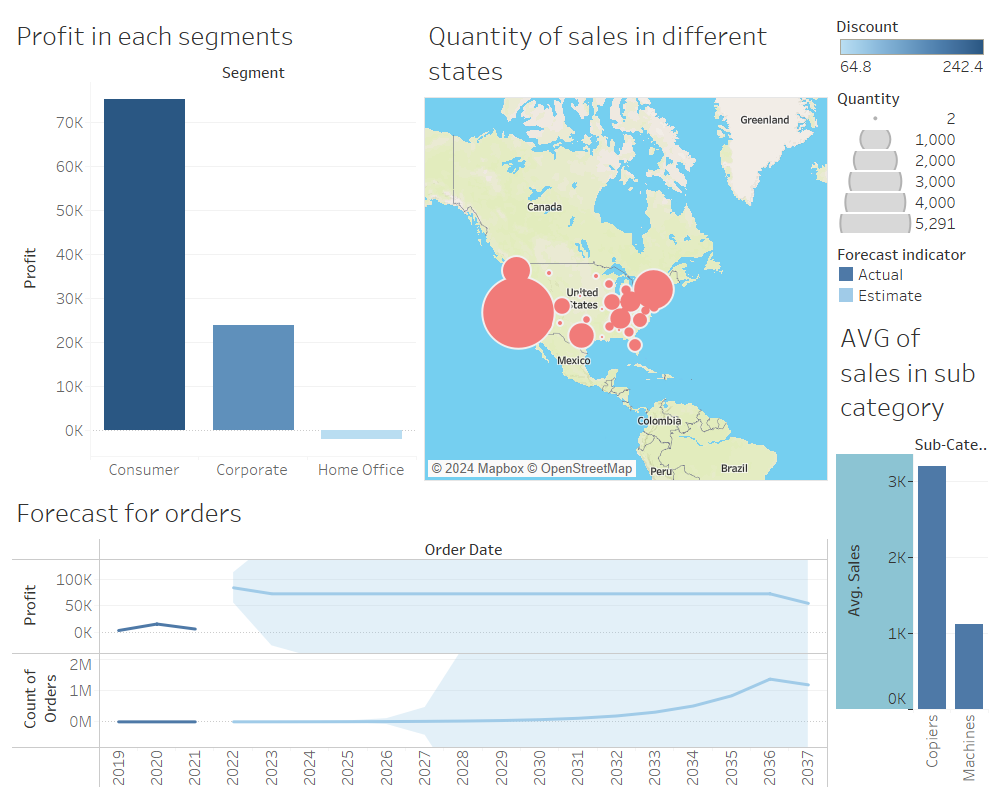 Profit in each segments
Segment
Profit
70K
60K
50K
40K
30K
20K
10K
0K
Consumer
Corporate
Home Office
Quantity of sales in different
states
Greenland
Canada
United
States
Mexico
Colombia
Peru
Brazil
© 2024 Mapbox © OpenStreetMap
Discount
64.8
242.4
Quantity
2
1,000
2,000
3,000
4,000
5,291
Forecast indicator
Actual
Estimate
AVG of
sales in sub
category
Sub-Cate..
Avg. Sales
3K
2K
1K
0K
Copiers
Machines
Forecast for orders
Order Date
Profit
100K
50K
0K
Count of
Orders
2M
1M
0M
2019
2020
2021
2022
2023
2024
2025
2026
2027
2028
2029
2030
2031
2032
2033
2034
2035
2036
2037